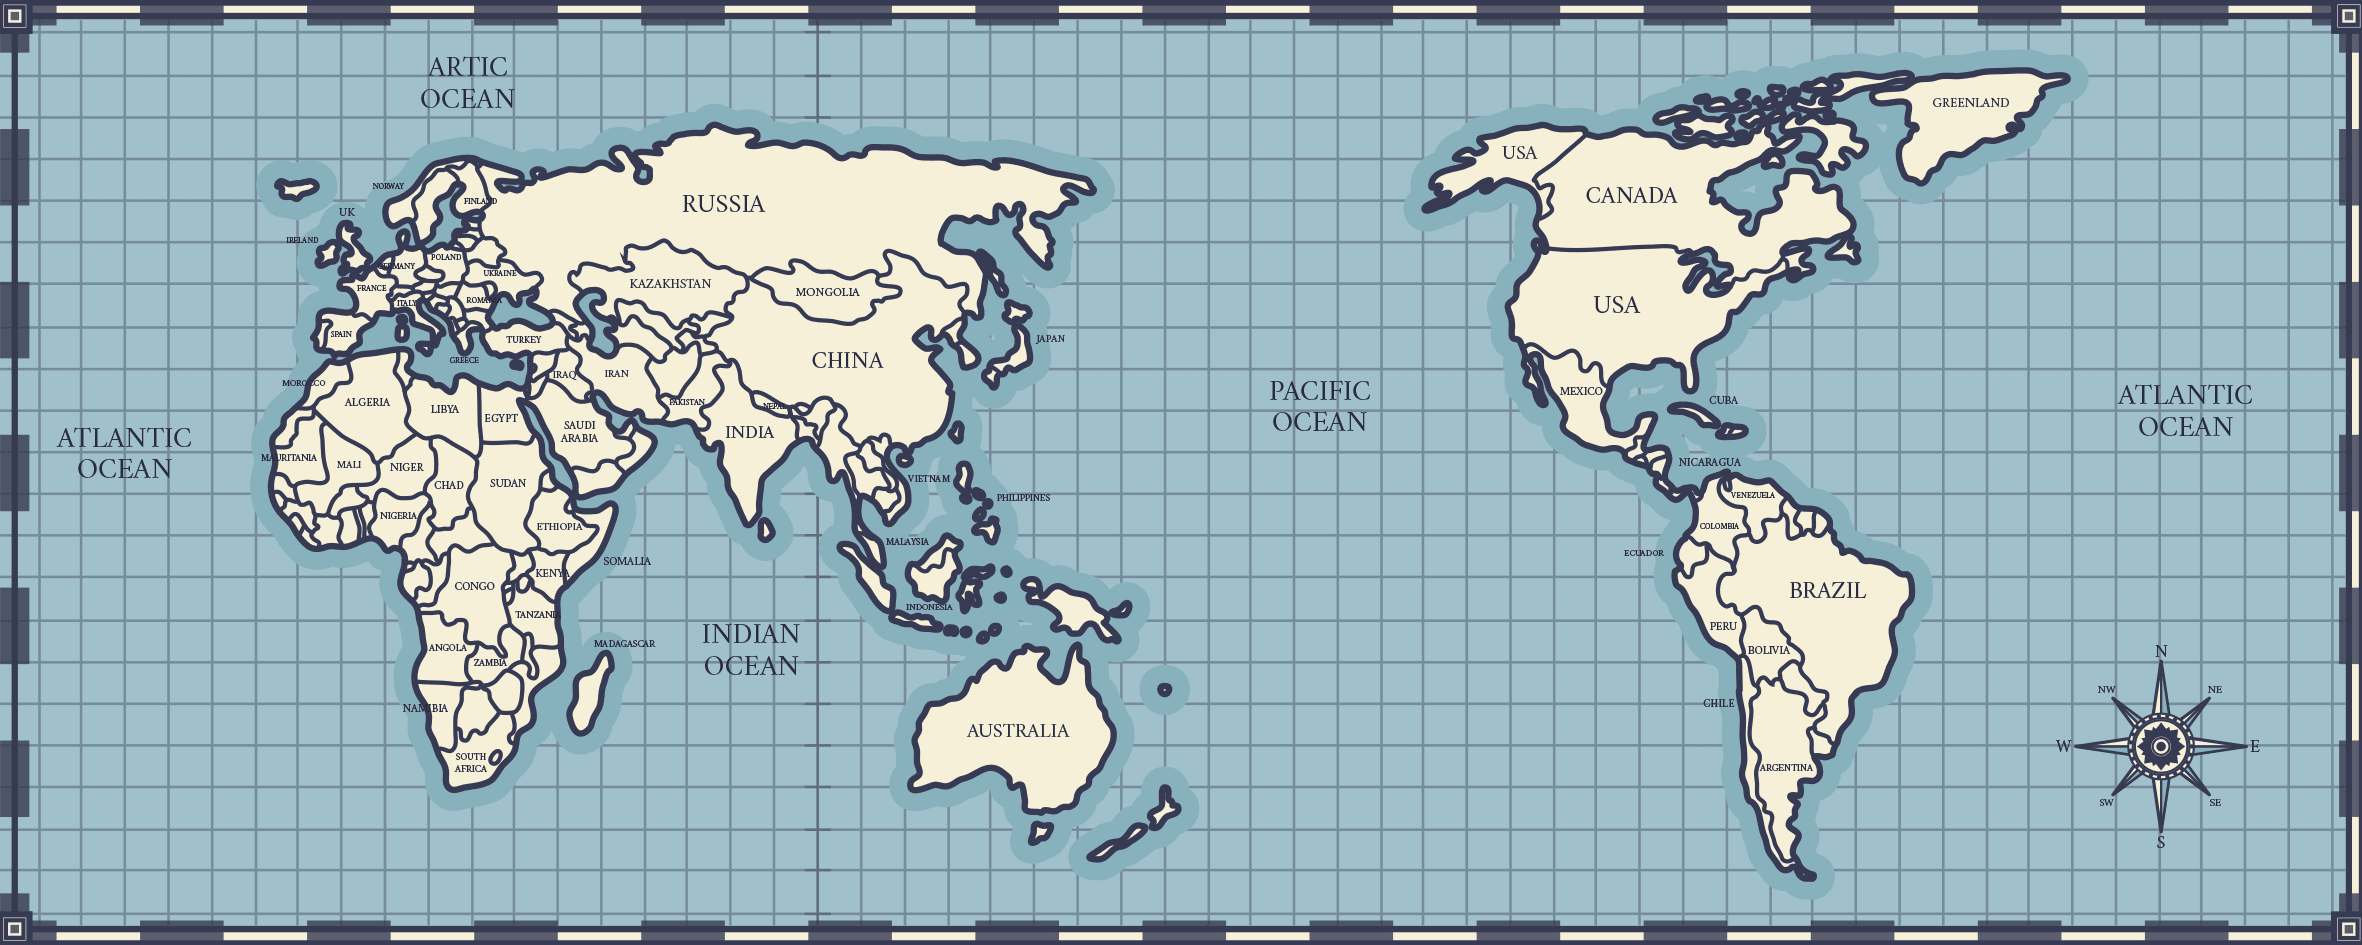 ARTIC
OCEAN
GREENLAND
USA
RUSSIA
CANADA
NORWAY
FINLAND
UK
IRELAND
POLAND
GERMANY
UKRAINE
FRANCE
KAZAKHSTAN
MONGOLIA
ITALY
ROMANIA
USA
SPAIN
TURKEY
JAPAN
GREECE
CHINA
IRAQ
IRAN
MOROCCO
PACIFIC
OCEAN
MEXICO
ATLANTIC
OCEAN
ALGERIA
LIBYA
EGYPT
PAKISTAN
NEPAL
CUBA
SAUDI
ARABIA
INDIA
ATLANTIC
OCEAN
MAURITANIA
MALI
NIGER
NICARAGUA
CHAD
SUDAN
VIETNAM
PHILIPPINES
VENEZUELA
NIGERIA
ETHIOPIA
COLOMBIA
MALAYSIA
ECUADOR
SOMALIA
KENYA
CONGO
BRAZIL
INDONESIA
TANZANIA
PERU
INDIAN
OCEAN
MADAGASCAR
ANGOLA
BOLIVIA
ZAMBIA
N
NW
NE
NAMIBIA
CHILE
AUSTRALIA
W
E
SOUTH
AFRICA
ARGENTINA
SW
SE
S